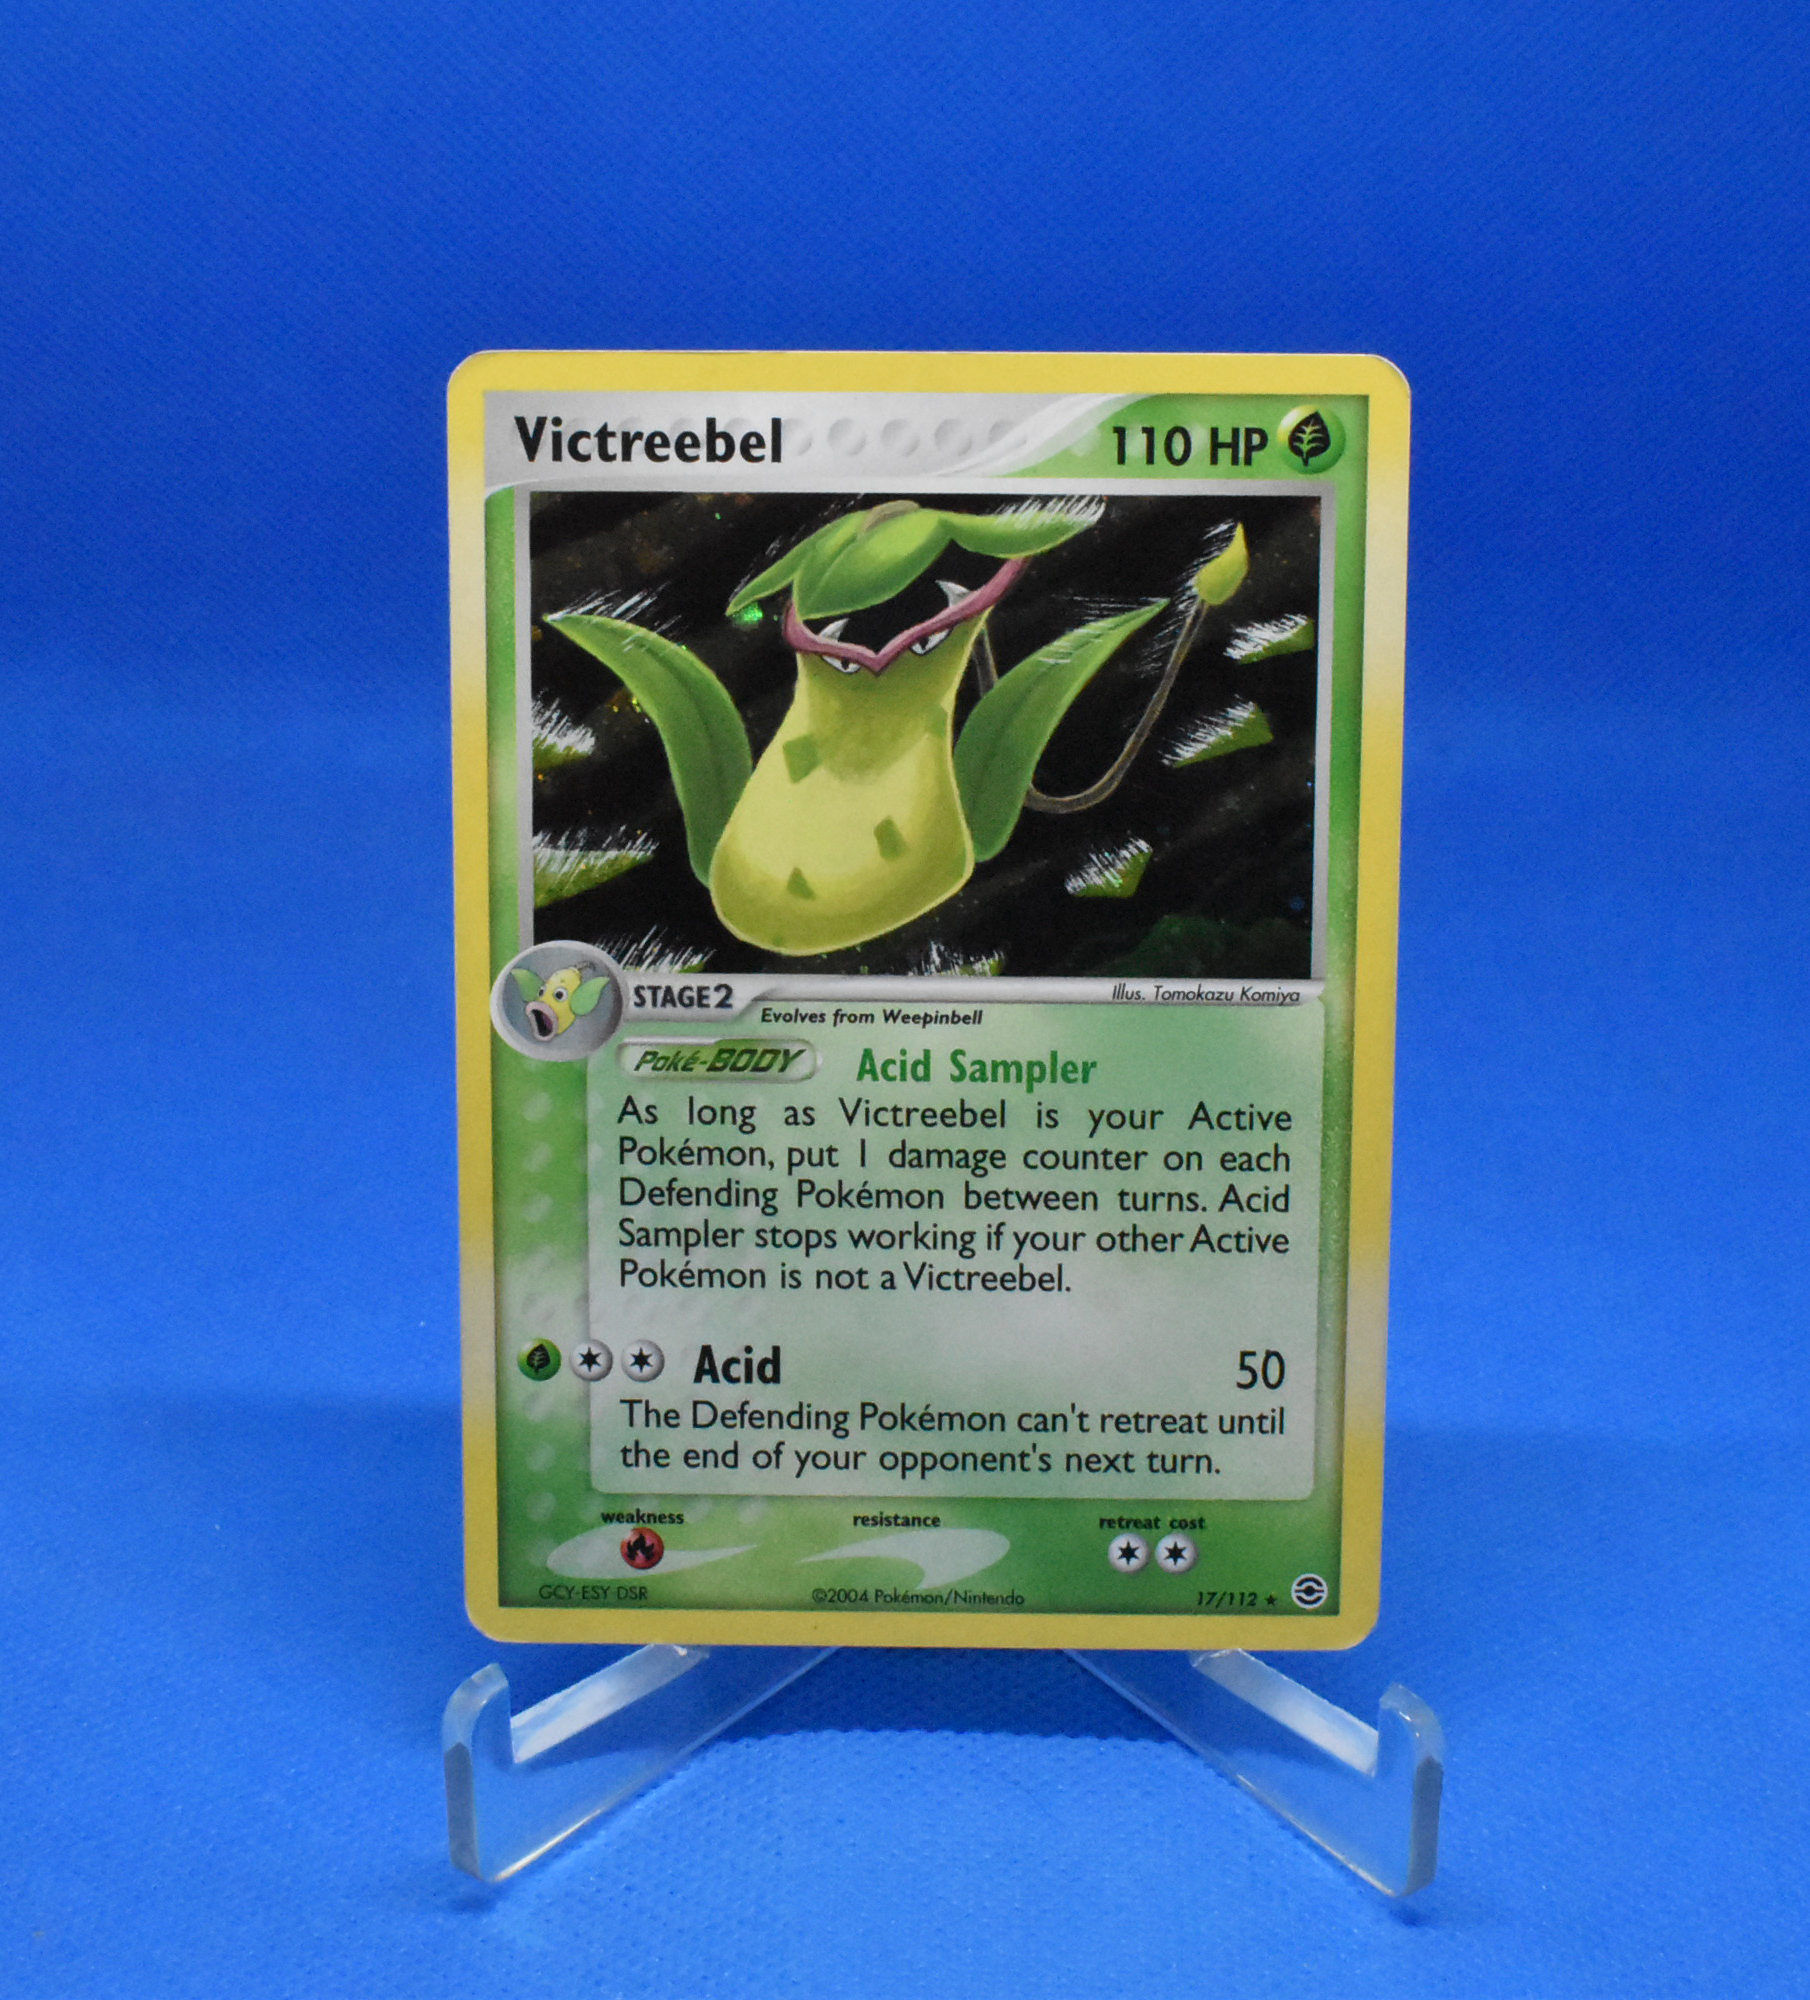 Victreebel 110 HP
STAGE2
Illus. Tomokazu Komiya
Evolves from Weepinbell
Poké-BODY Acid Sampler
As long as Victreebel is your Active
Pokémon, put 1 damage counter on each
Defending Pokémon between turns. Acid
Sampler stops working if your other Active
Pokémon is not a Victreebel.
Acid 50
The Defending Pokémon can't retreat until
the end of your opponent's next turn.
weakness resistance retreat cost
GCY-ESY-DSR ©2004 Pokémon/Nintendo 17/112 ★